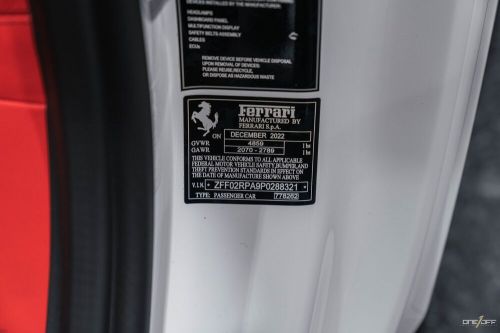 DEVICES INSTALLED BY THE MANUFACTURER:
HEADLAMPS
DASHBOARD PANEL
MULTIFUNCTION DISPLAY
SAFETY BELTS ASSEMBLY
CABLES
ECUs
REMOVE DEVICE BEFORE VEHICLE DISPOSAL
UPON REMOVAL OF DEVICES:
PLEASE REUSE, RECYCLE
OR DISPOSE AS HAZARDOUS WASTE
Ferrari
MANUFACTURED BY
FERRARI S.p.A.
ON DECEMBER 2022
GVWR 4859 lbs
GAWR 2070 - 2789 lbs
THIS VEHICLE CONFORMS TO ALL APPLICABLE
FEDERAL MOTOR VEHICLE SAFETY, BUMPER, AND
THEFT PREVENTION STANDARDS IN EFFECT ON
THE DATE OF MANUFACTURE SHOWN ABOVE
V.I.N. ZFF02RPA9P0288321
TYPE: PASSENGER CAR 778262
ONE/OFF